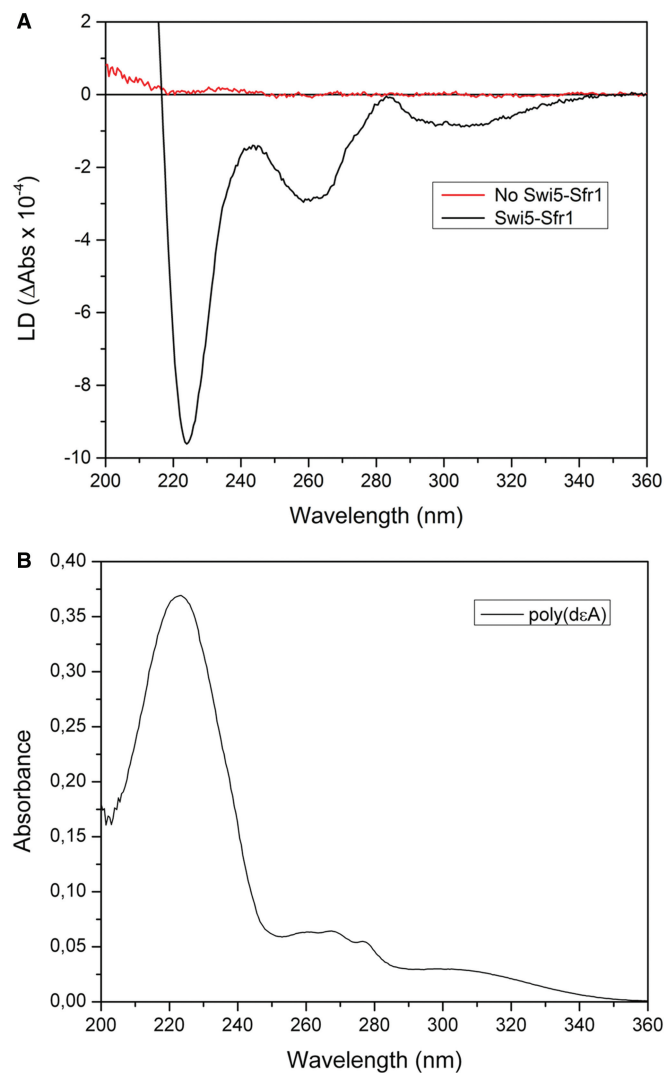 A
2
0
-2
-4
-6
-8
-10
LD (ΔAbs x 10⁻⁴)
No Swi5-Sfr1
Swi5-Sfr1
200 220 240 260 280 300 320 340 360
Wavelength (nm)
B
0,40
0,35
0,30
0,25
0,20
0,15
0,10
0,05
0,00
Absorbance
poly(dεA)
200 220 240 260 280 300 320 340 360
Wavelength (nm)